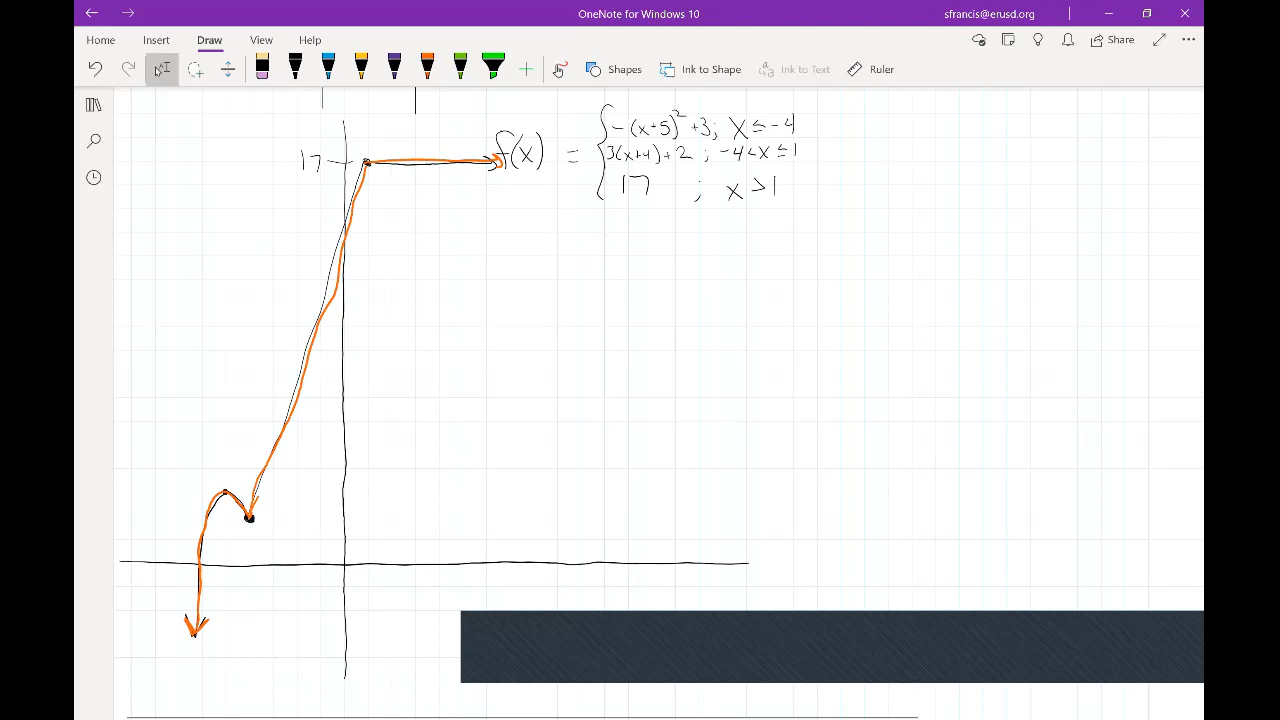 OneNote for Windows 10
sfrancis@erusd.org
Home Insert Draw View Help
Share
Shapes Ink to Shape Ink to Text Ruler
-(x+5)² +3; x ≤ -4
17 f(x) = 3(x+4)+2 ; -4<x≤1
17 ; x >1